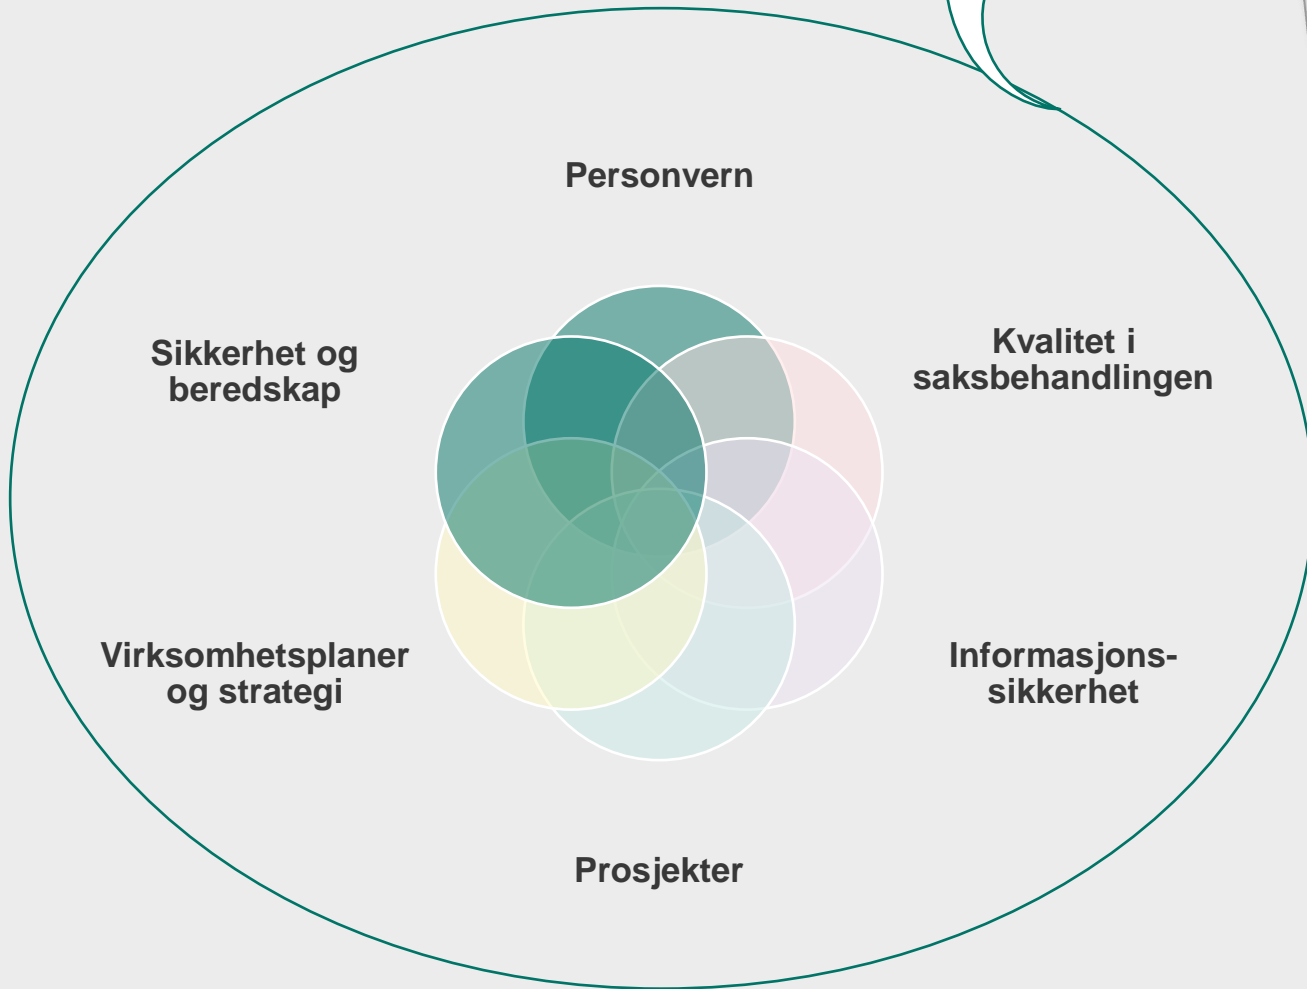 Personvern
Sikkerhet og
beredskap
Kvalitet i
saksbehandlingen
Virksomhetsplaner
og strategi
Informasjons-
sikkerhet
Prosjekter